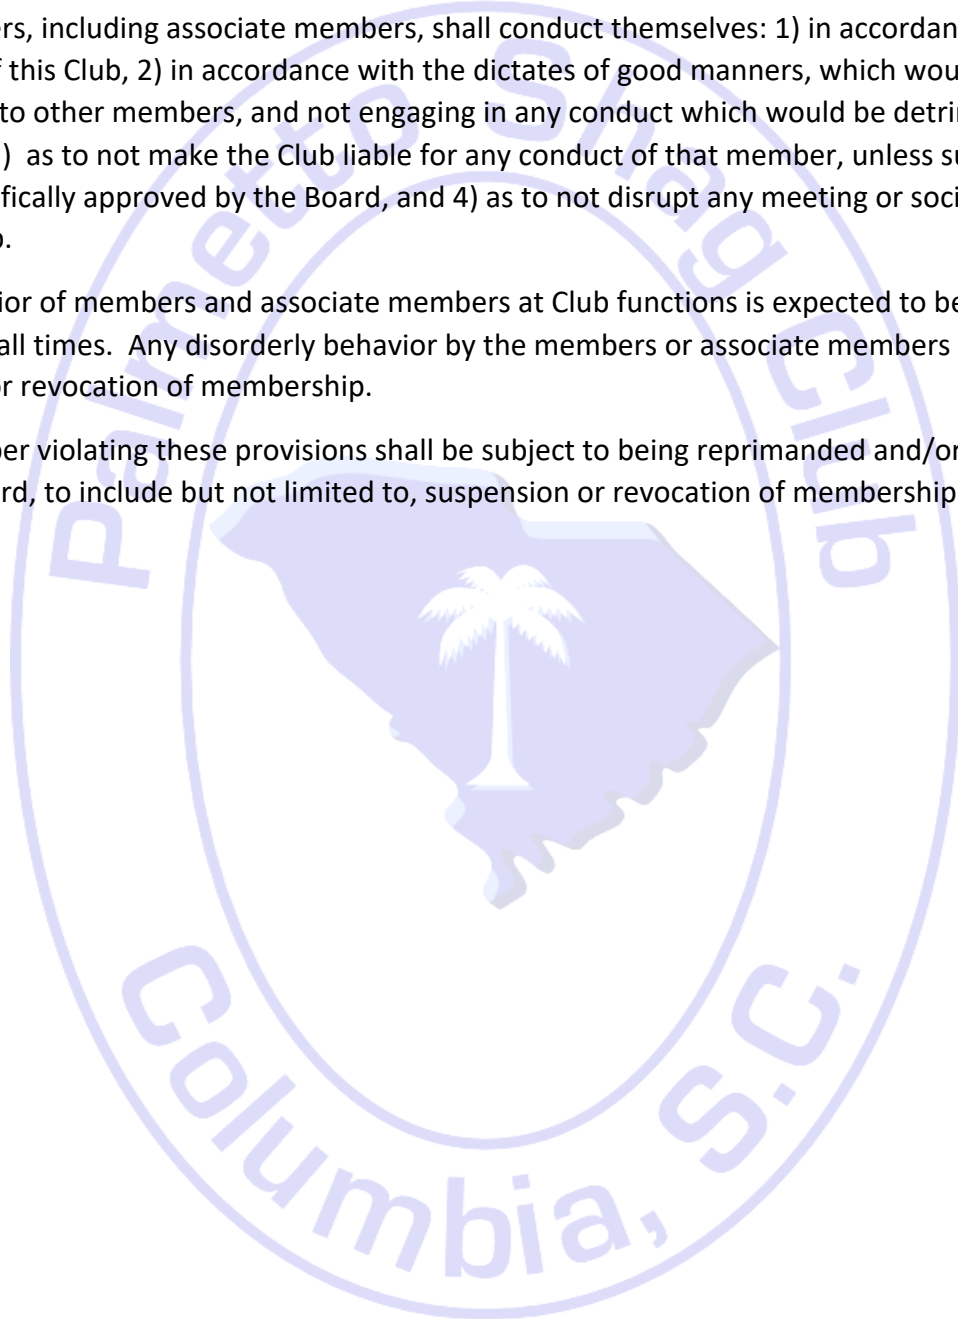 ers, including associate members, shall conduct themselves: 1) in accordan
f this Club, 2) in accordance with the dictates of good manners, which wou
to other members, and not engaging in any conduct which would be detri
) as to not make the Club liable for any conduct of that member, unless su
ifically approved by the Board, and 4) as to not disrupt any meeting or soci
o.
ior of members and associate members at Club functions is expected to be
all times. Any disorderly behavior by the members or associate members
or revocation of membership.
ber violating these provisions shall be subject to being reprimanded and/or
rd, to include but not limited to, suspension or revocation of membership
Palmetto Shag Club
Columbia, S.C.